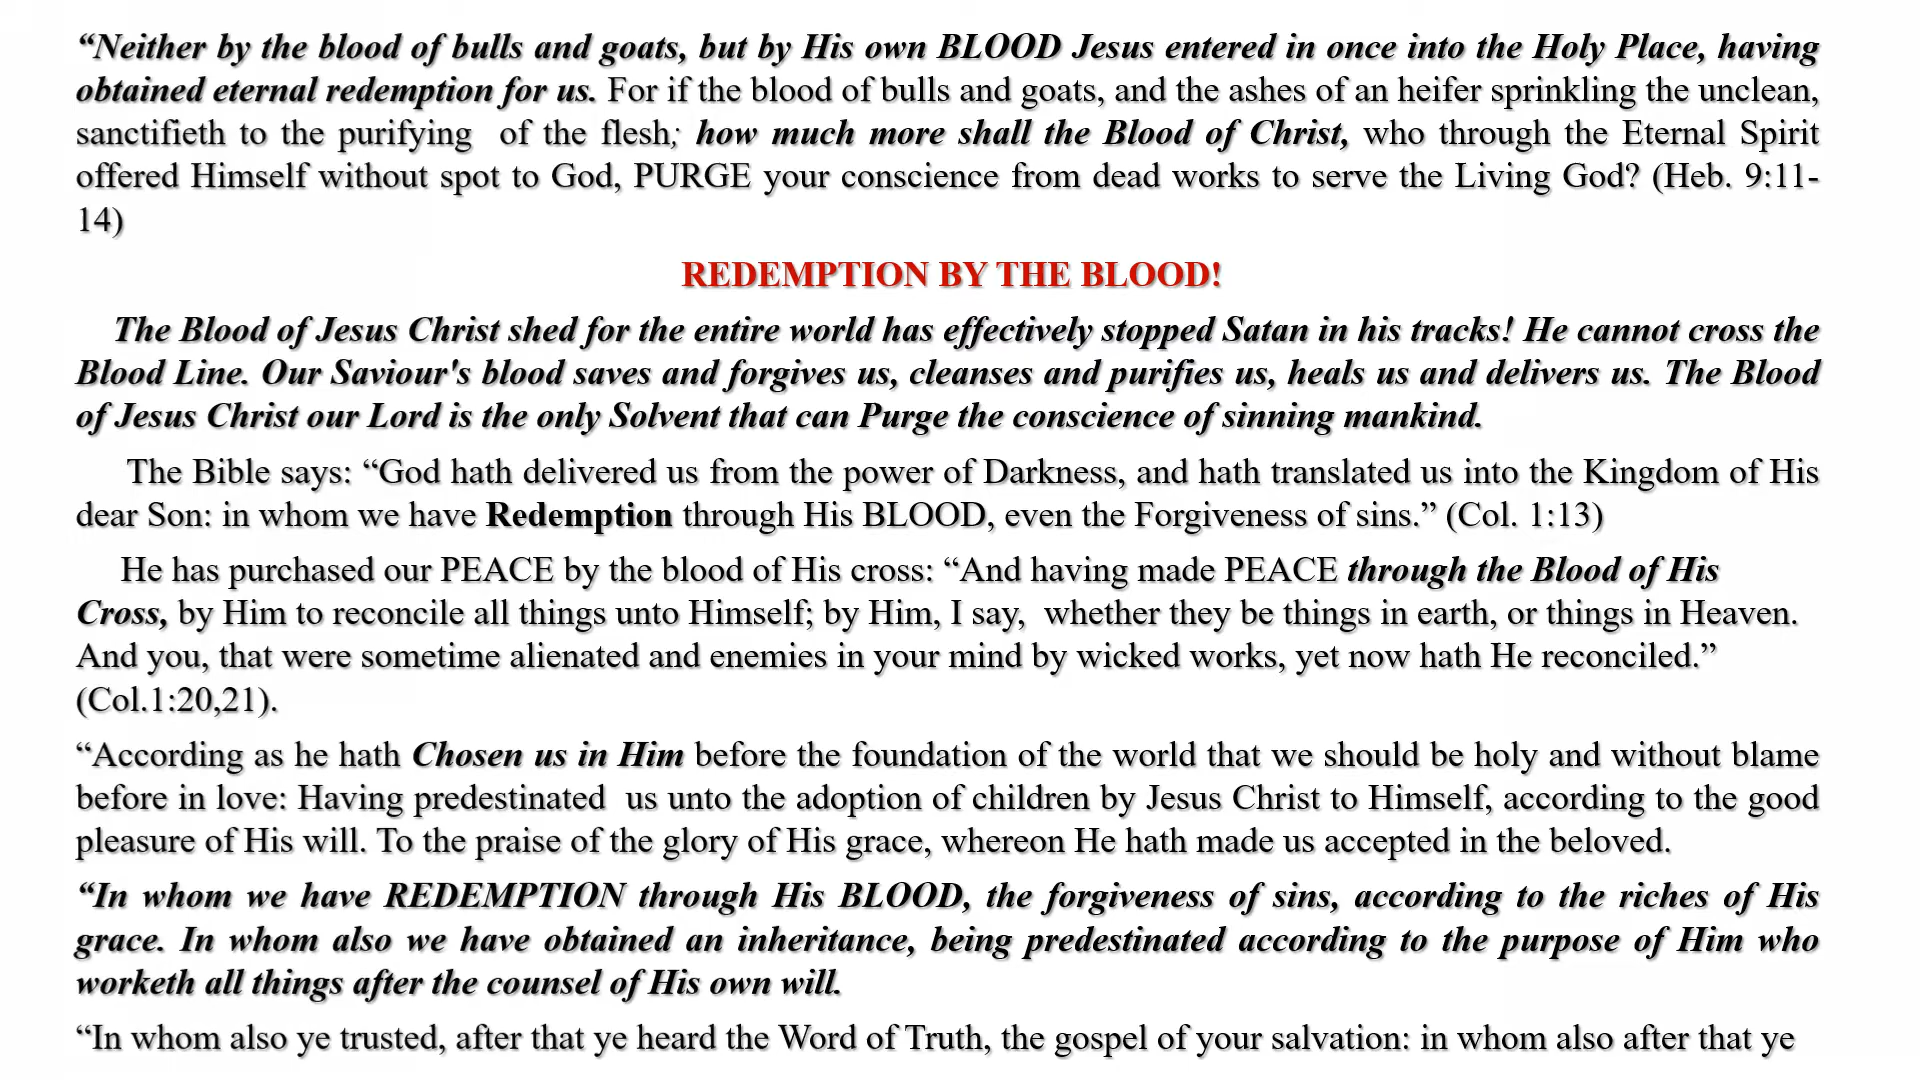 “Neither by the blood of bulls and goats, but by His own BLOOD Jesus entered in once into the Holy Place, having
obtained eternal redemption for us. For if the blood of bulls and goats, and the ashes of an heifer sprinkling the unclean,
sanctifieth to the purifying  of the flesh; how much more shall the Blood of Christ, who through the Eternal Spirit
offered Himself without spot to God, PURGE your conscience from dead works to serve the Living God? (Heb. 9:11-
14)
REDEMPTION BY THE BLOOD!
The Blood of Jesus Christ shed for the entire world has effectively stopped Satan in his tracks! He cannot cross the
Blood Line. Our Saviour's blood saves and forgives us, cleanses and purifies us, heals us and delivers us. The Blood
of Jesus Christ our Lord is the only Solvent that can Purge the conscience of sinning mankind.
The Bible says: “God hath delivered us from the power of Darkness, and hath translated us into the Kingdom of His
dear Son: in whom we have Redemption through His BLOOD, even the Forgiveness of sins.” (Col. 1:13)
He has purchased our PEACE by the blood of His cross: “And having made PEACE through the Blood of His
Cross, by Him to reconcile all things unto Himself; by Him, I say,  whether they be things in earth, or things in Heaven.
And you, that were sometime alienated and enemies in your mind by wicked works, yet now hath He reconciled.”
(Col.1:20,21).
“According as he hath Chosen us in Him before the foundation of the world that we should be holy and without blame
before in love: Having predestinated  us unto the adoption of children by Jesus Christ to Himself, according to the good
pleasure of His will. To the praise of the glory of His grace, whereon He hath made us accepted in the beloved.
“In whom we have REDEMPTION through His BLOOD, the forgiveness of sins, according to the riches of His
grace. In whom also we have obtained an inheritance, being predestinated according to the purpose of Him who
worketh all things after the counsel of His own will.
“In whom also ye trusted, after that ye heard the Word of Truth, the gospel of your salvation: in whom also after that ye